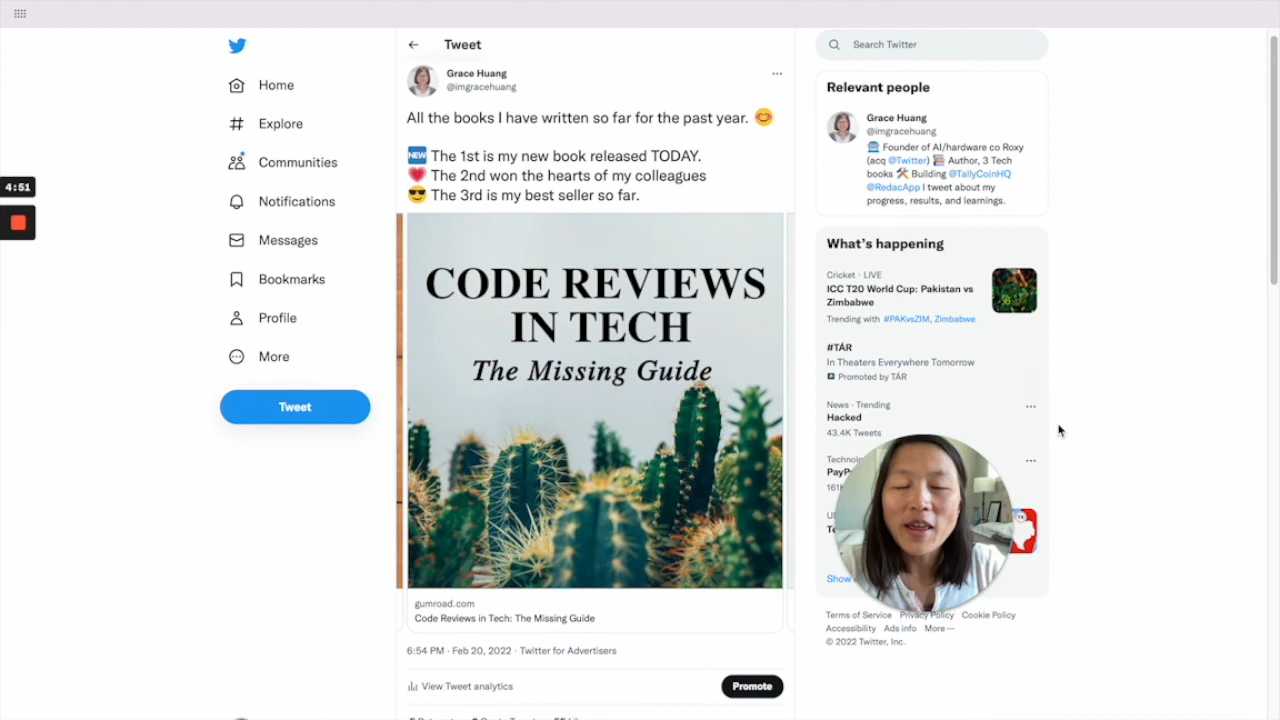 Tweet
Grace Huang
@imgracehuang
All the books I have written so far for the past year. 😊
🆕 The 1st is my new book released TODAY.
💗 The 2nd won the hearts of my colleagues
😎 The 3rd is my best seller so far.
CODE REVIEWS
IN TECH
The Missing Guide
gumroad.com
Code Reviews in Tech: The Missing Guide
6:54 PM · Feb 20, 2022 · Twitter for Advertisers
View Tweet analytics
Promote
4:51
Home
Explore
Communities
Notifications
Messages
Bookmarks
Profile
More
Tweet
Search Twitter
Relevant people
Grace Huang
@imgracehuang
Founder of AI/hardware co Roxy
(acq @Twitter) 📚 Author, 3 Tech
books 🛠 Building @TallyCoinHQ
@RedacApp I tweet about my
progress, results, and learnings.
What's happening
Cricket · LIVE
ICC T20 World Cup: Pakistan vs
Zimbabwe
Trending with #PAKvsZIM, Zimbabwe
#TÁR
In Theaters Everywhere Tomorrow
Promoted by TÁR
News · Trending
Hacked
43.4K Tweets
Show
Terms of Service Privacy Policy Cookie Policy
Accessibility Ads info More ···
© 2022 Twitter, Inc.